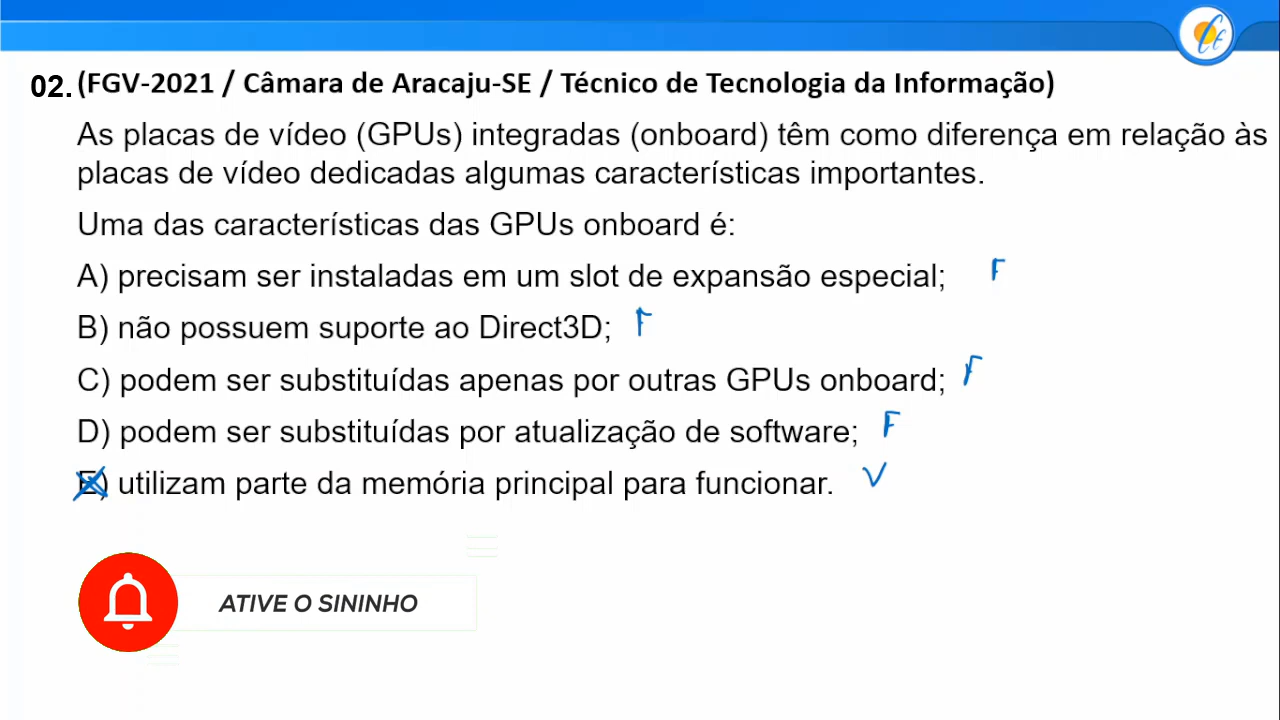 02. (FGV-2021 / Câmara de Aracaju-SE / Técnico de Tecnologia da Informação)
As placas de vídeo (GPUs) integradas (onboard) têm como diferença em relação às
placas de vídeo dedicadas algumas características importantes.
Uma das características das GPUs onboard é:
A) precisam ser instaladas em um slot de expansão especial; F
B) não possuem suporte ao Direct3D; F
C) podem ser substituídas apenas por outras GPUs onboard; F
D) podem ser substituídas por atualização de software; F
E) utilizam parte da memória principal para funcionar. V
ATIVE O SININHO